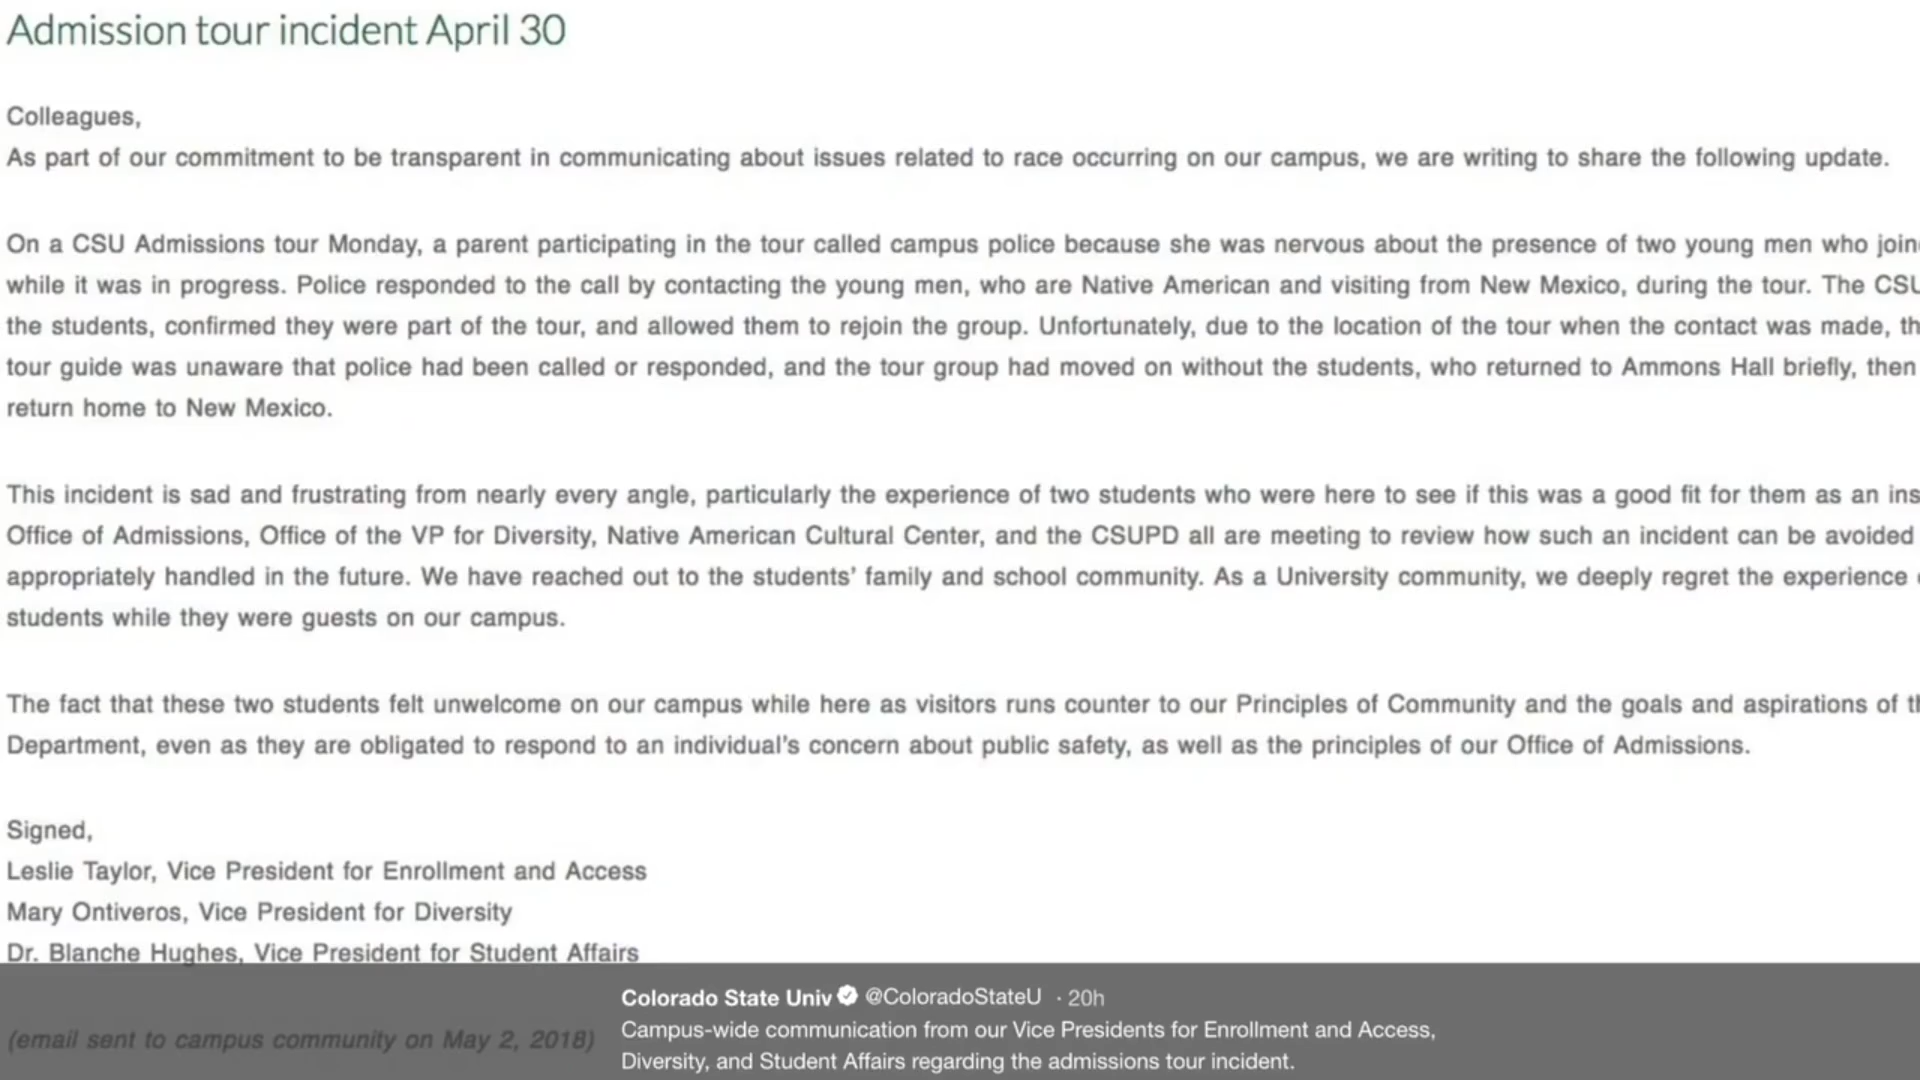 Admission tour incident April 30
Colleagues,
As part of our commitment to be transparent in communicating about issues related to race occurring on our campus, we are writing to share the following update.
On a CSU Admissions tour Monday, a parent participating in the tour called campus police because she was nervous about the presence of two young men who join
while it was in progress. Police responded to the call by contacting the young men, who are Native American and visiting from New Mexico, during the tour. The CSU
the students, confirmed they were part of the tour, and allowed them to rejoin the group. Unfortunately, due to the location of the tour when the contact was made, th
tour guide was unaware that police had been called or responded, and the tour group had moved on without the students, who returned to Ammons Hall briefly, then
return home to New Mexico.
This incident is sad and frustrating from nearly every angle, particularly the experience of two students who were here to see if this was a good fit for them as an ins
Office of Admissions, Office of the VP for Diversity, Native American Cultural Center, and the CSUPD all are meeting to review how such an incident can be avoided
appropriately handled in the future. We have reached out to the students' family and school community. As a University community, we deeply regret the experience
students while they were guests on our campus.
The fact that these two students felt unwelcome on our campus while here as visitors runs counter to our Principles of Community and the goals and aspirations of th
Department, even as they are obligated to respond to an individual's concern about public safety, as well as the principles of our Office of Admissions.
Signed,
Leslie Taylor, Vice President for Enrollment and Access
Mary Ontiveros, Vice President for Diversity
Dr. Blanche Hughes, Vice President for Student Affairs
(email sent to campus community on May 2, 2018)
Colorado State Univ @ColoradoStateU · 20h
Campus-wide communication from our Vice Presidents for Enrollment and Access,
Diversity, and Student Affairs regarding the admissions tour incident.